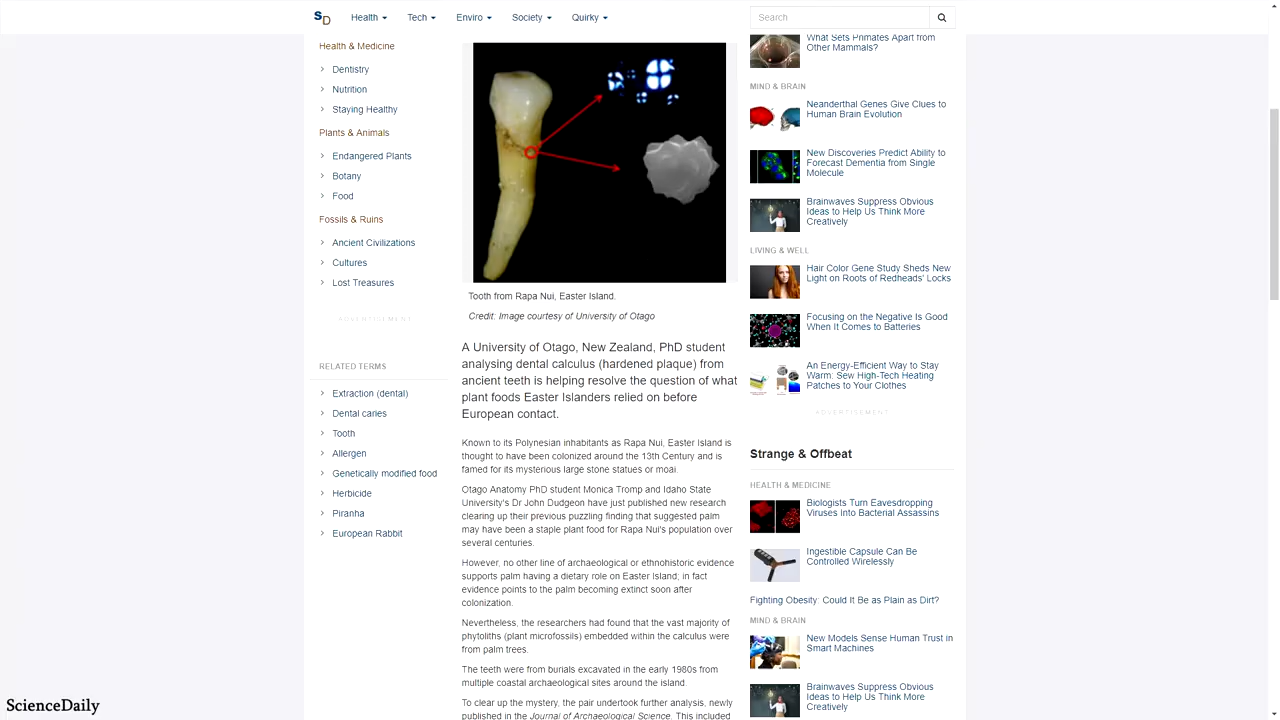 SD
Health
Tech
Enviro
Society
Quirky
Search
Health & Medicine
Dentistry
Nutrition
Staying Healthy
Plants & Animals
Endangered Plants
Botany
Food
Fossils & Ruins
Ancient Civilizations
Cultures
Lost Treasures
ADVERTISEMENT
RELATED TERMS
Extraction (dental)
Dental caries
Tooth
Allergen
Genetically modified food
Herbicide
Piranha
European Rabbit
Tooth from Rapa Nui, Easter Island.
Credit: Image courtesy of University of Otago
A University of Otago, New Zealand, PhD student
analysing dental calculus (hardened plaque) from
ancient teeth is helping resolve the question of what
plant foods Easter Islanders relied on before
European contact.
Known to its Polynesian inhabitants as Rapa Nui, Easter Island is
thought to have been colonized around the 13th Century and is
famed for its mysterious large stone statues or moai.
Otago Anatomy PhD student Monica Tromp and Idaho State
University's Dr John Dudgeon have just published new research
clearing up their previous puzzling finding that suggested palm
may have been a staple plant food for Rapa Nui's population over
several centuries.
However, no other line of archaeological or ethnohistoric evidence
supports palm having a dietary role on Easter Island; in fact
evidence points to the palm becoming extinct soon after
colonization.
Nevertheless, the researchers had found that the vast majority of
phytoliths (plant microfossils) embedded within the calculus were
from palm trees.
The teeth were from burials excavated in the early 1980s from
multiple coastal archaeological sites around the island.
To clear up the mystery, the pair undertook further analysis, newly
published in the Journal of Archaeological Science. This included
What Sets Primates Apart from
Other Mammals?
MIND & BRAIN
Neanderthal Genes Give Clues to
Human Brain Evolution
New Discoveries Predict Ability to
Forecast Dementia from Single
Molecule
Brainwaves Suppress Obvious
Ideas to Help Us Think More
Creatively
LIVING & WELL
Hair Color Gene Study Sheds New
Light on Roots of Redheads' Locks
Focusing on the Negative Is Good
When It Comes to Batteries
An Energy-Efficient Way to Stay
Warm: Sew High-Tech Heating
Patches to Your Clothes
ADVERTISEMENT
Strange & Offbeat
HEALTH & MEDICINE
Biologists Turn Eavesdropping
Viruses Into Bacterial Assassins
Ingestible Capsule Can Be
Controlled Wirelessly
Fighting Obesity: Could It Be as Plain as Dirt?
MIND & BRAIN
New Models Sense Human Trust in
Smart Machines
Brainwaves Suppress Obvious
Ideas to Help Us Think More
Creatively
ScienceDaily